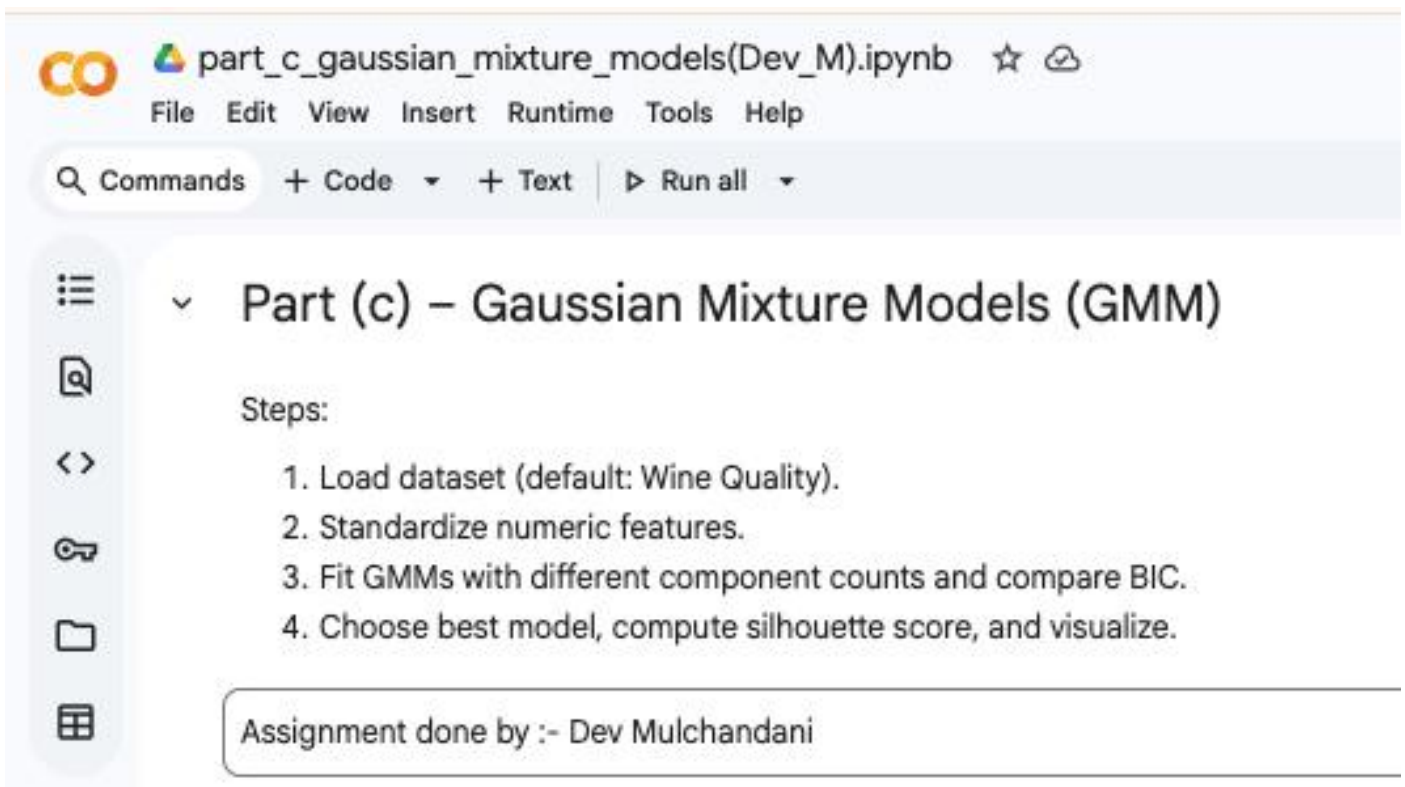 CO
part_c_gaussian_mixture_models(Dev_M).ipynb
File Edit View Insert Runtime Tools Help
Commands + Code + Text Run all
Part (c) – Gaussian Mixture Models (GMM)
Steps:
1. Load dataset (default: Wine Quality).
2. Standardize numeric features.
3. Fit GMMs with different component counts and compare BIC.
4. Choose best model, compute silhouette score, and visualize.
Assignment done by :- Dev Mulchandani